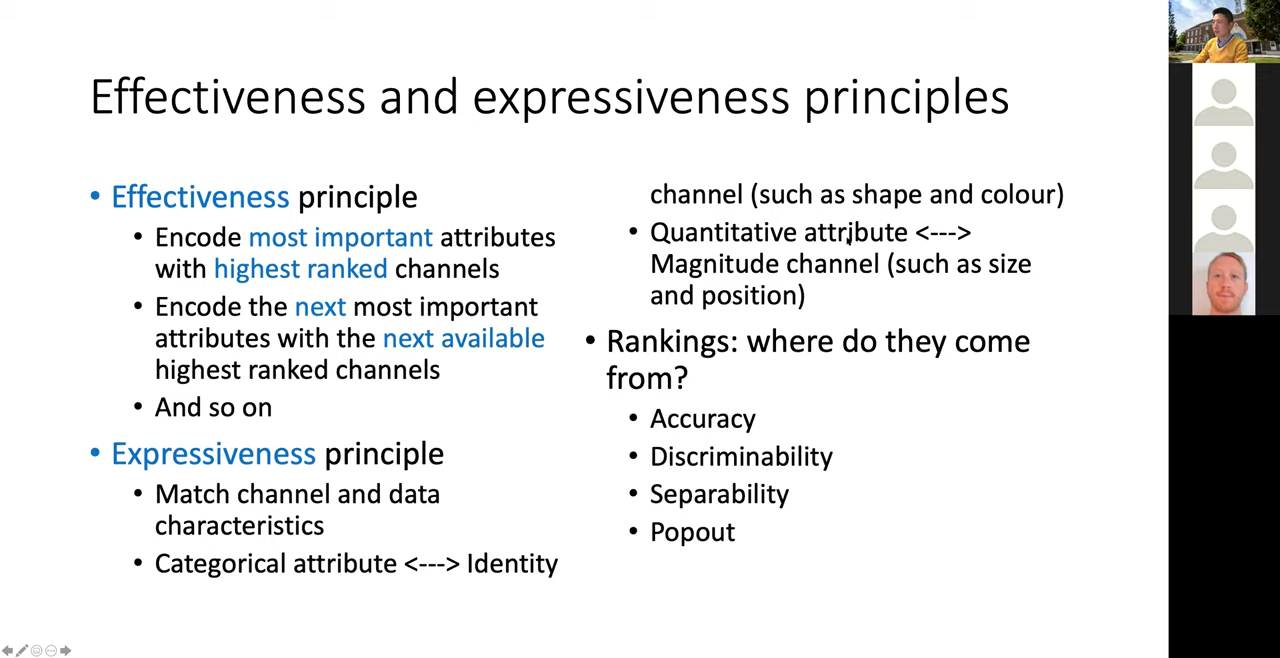 Effectiveness and expressiveness principles
• Effectiveness principle
• Encode most important attributes
with highest ranked channels
• Encode the next most important
attributes with the next available
highest ranked channels
• And so on
• Expressiveness principle
• Match channel and data
characteristics
• Categorical attribute <---> Identity
channel (such as shape and colour)
• Quantitative attribute <--->
Magnitude channel (such as size
and position)
• Rankings: where do they come
from?
• Accuracy
• Discriminability
• Separability
• Popout